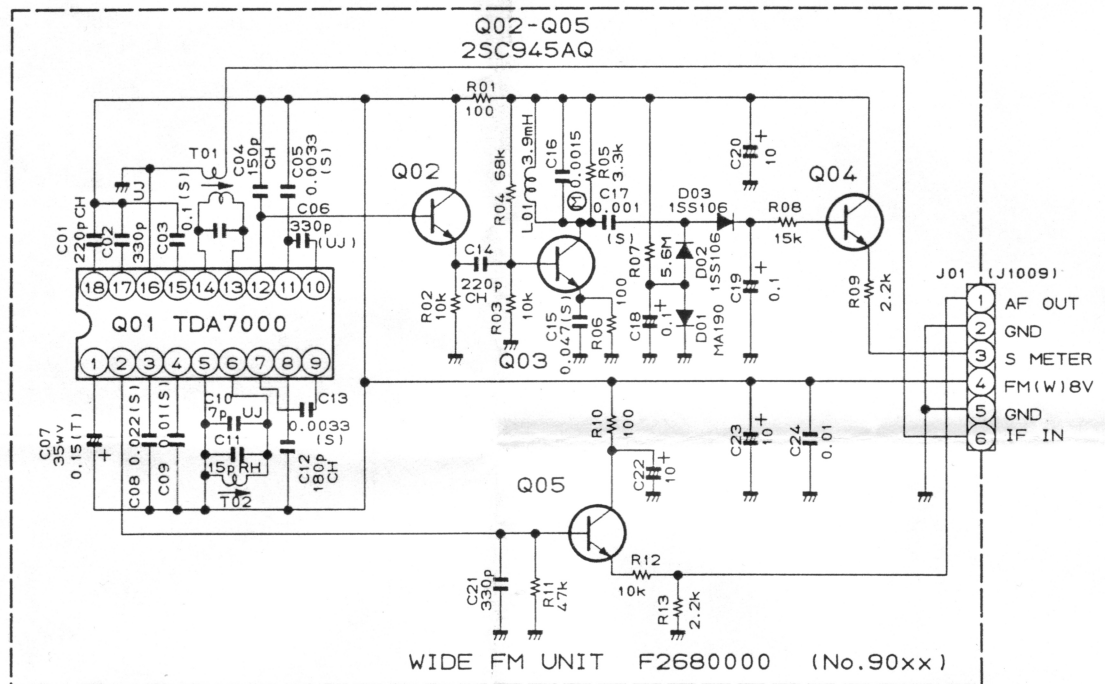 Q02-Q05
2SC945AQ
R01
100
T01
C04
150p
CH
C05
0.0033
(S)
R04 68k
L01
3.9mH
C16
(M)0.0015
R05
3.3k
C20
10
+
Q02
Q04
UJ
0.1(S)
C06
330p
(UJ)
C17
0.001
(S)
D03
1SS106
R08
15k
C01
220pCH
C02
330p
C03
C14
220p
CH
R07
5.6M
D02
1SS106
R02
10k
R03
10k
C15
0.047(S)
R06
100
C18
0.1
+
D01
MA190
C19
0.1
+
R09
2.2k
18 17 16 15 14 13 12 11 10
Q01 TDA7000
1 2 3 4 5 6 7 8 9
Q03
J01 (J1009)
1 AF OUT
2 GND
3 S METER
4 FM(W)8V
5 GND
6 IF IN
C07
35wv
0.15(T)
+
C08
0.022(S)
C09
0.01(S)
C10
7p UJ
C11
15pRH
T02
C13
0.0033
(S)
C12
180p
CH
R10
100
C22
10
+
C23
10
+
C24
0.01
Q05
C21
330p
R11
47k
R12
10k
R13
2.2k
WIDE FM UNIT F2680000 (No.90xx)